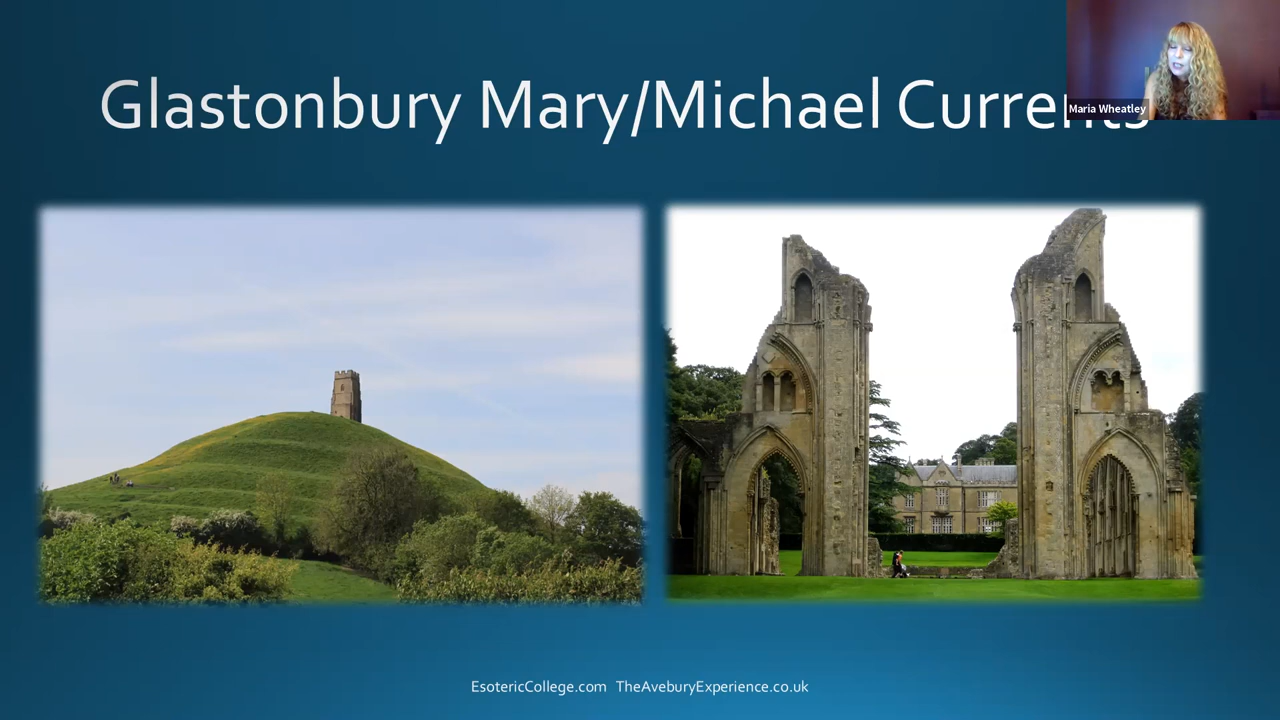 Glastonbury Mary/Michael Currents
Maria Wheatley
EsotericCollege.com TheAveburyExperience.co.uk